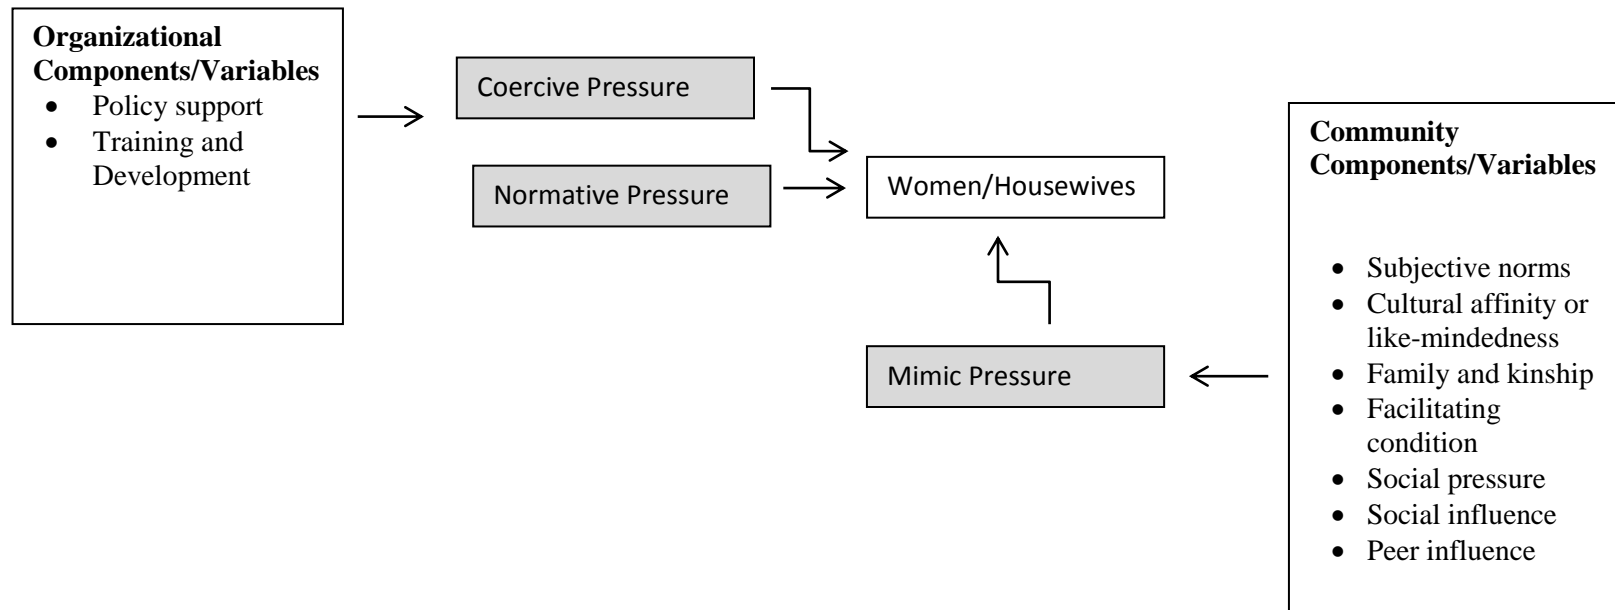 Organizational
Components/Variables
• Policy support
• Training and
Development
Coercive Pressure
Normative Pressure
Women/Housewives
Mimic Pressure
Community
Components/Variables
• Subjective norms
• Cultural affinity or
like-mindedness
• Family and kinship
• Facilitating
condition
• Social pressure
• Social influence
• Peer influence